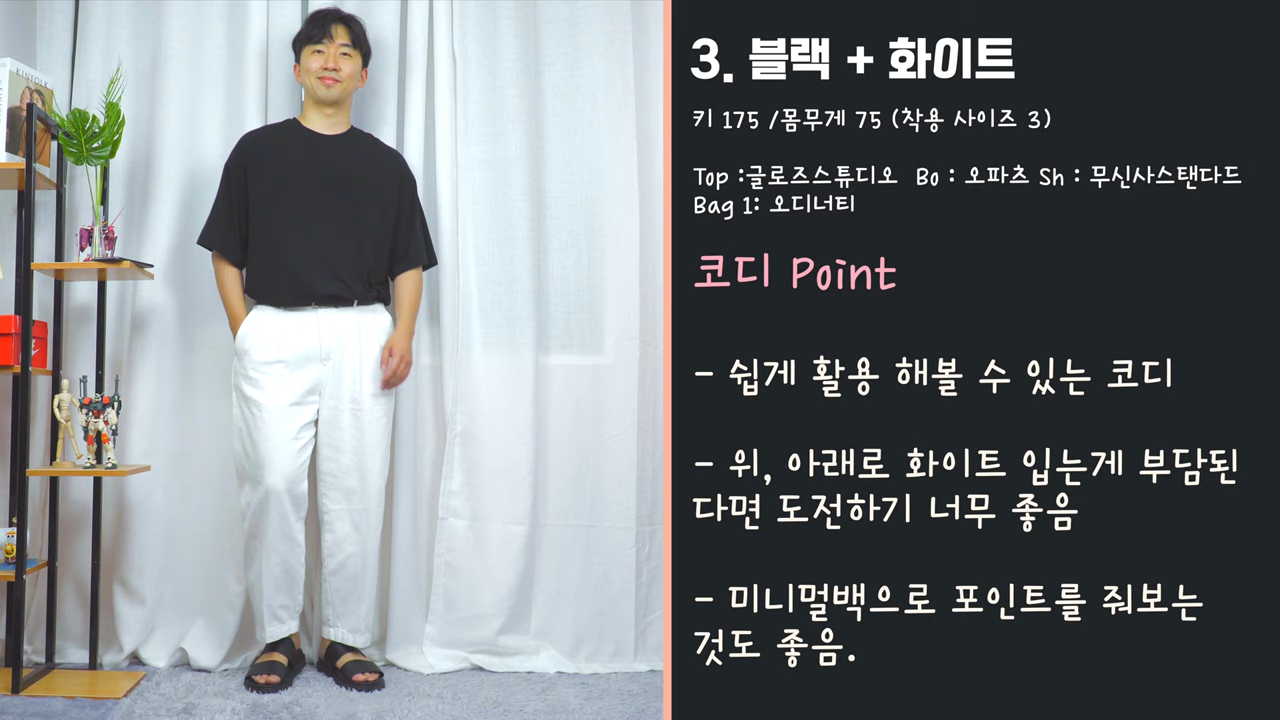 KINFOLK
3. 블랙 + 화이트
키 175 /몸무게 75 (착용 사이즈 3)
Top :글로즈스튜디오 Bo : 오파츠 Sh : 무신사스탠다드
Bag 1: 오디너티
코디 Point
- 쉽게 활용 해볼 수 있는 코디
- 위, 아래로 화이트 입는게 부담된
다면 도전하기 너무 좋음
- 미니멀백으로 포인트를 줘보는
것도 좋음.